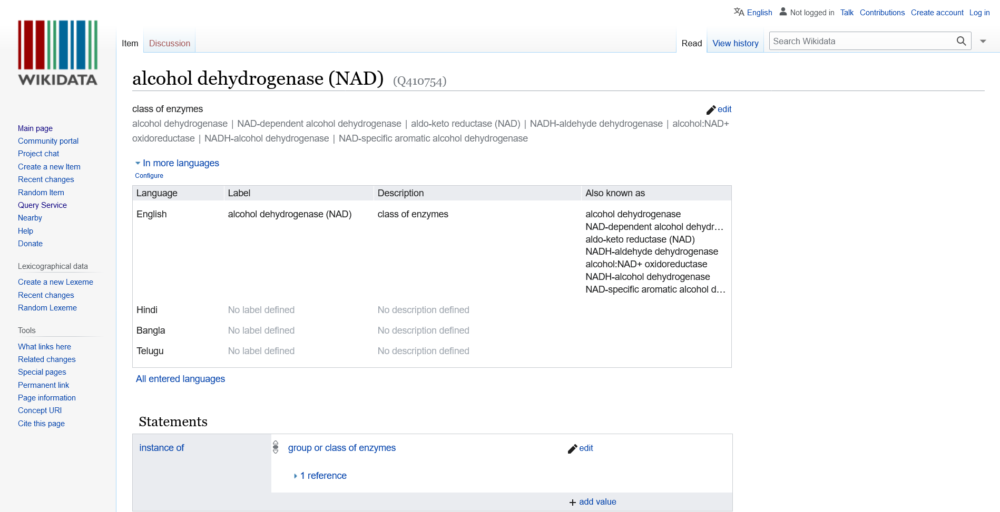 English Not logged in Talk Contributions Create account Log in
WIKIDATA
Item Discussion Read View history Search Wikidata
alcohol dehydrogenase (NAD) (Q410754)
class of enzymes
edit
alcohol dehydrogenase | NAD-dependent alcohol dehydrogenase | aldo-keto reductase (NAD) | NADH-aldehyde dehydrogenase | alcohol:NAD+
oxidoreductase | NADH-alcohol dehydrogenase | NAD-specific aromatic alcohol dehydrogenase
In more languages
Configure
Language Label Description Also known as
English alcohol dehydrogenase (NAD) class of enzymes alcohol dehydrogenase
NAD-dependent alcohol dehydr…
aldo-keto reductase (NAD)
NADH-aldehyde dehydrogenase
alcohol:NAD+ oxidoreductase
NADH-alcohol dehydrogenase
NAD-specific aromatic alcohol d…
Hindi No label defined No description defined
Bangla No label defined No description defined
Telugu No label defined No description defined
All entered languages
Statements
instance of group or class of enzymes edit
1 reference
+ add value
Main page
Community portal
Project chat
Create a new Item
Recent changes
Random Item
Query Service
Nearby
Help
Donate
Lexicographical data
Create a new Lexeme
Recent changes
Random Lexeme
Tools
What links here
Related changes
Special pages
Permanent link
Page information
Concept URI
Cite this page